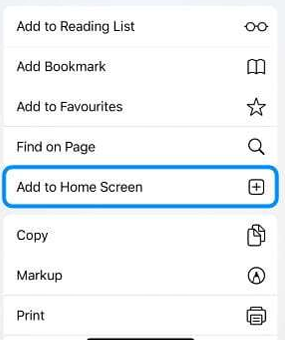 Add to Reading List
Add Bookmark
Add to Favourites
Find on Page
Add to Home Screen
Copy
Markup
Print